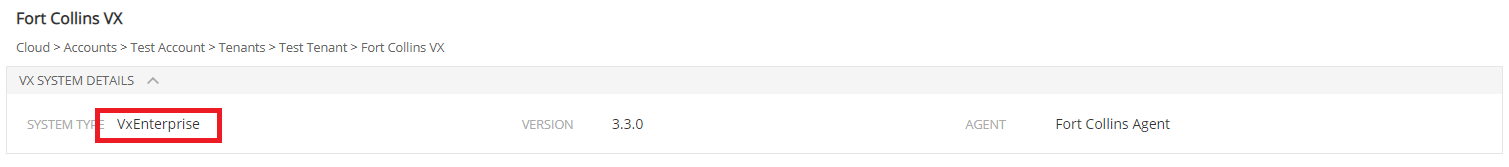 Fort Collins VX
Cloud > Accounts > Test Account > Tenants > Test Tenant > Fort Collins VX
VX SYSTEM DETAILS
SYSTEM TYPE VxEnterprise VERSION 3.3.0 AGENT Fort Collins Agent